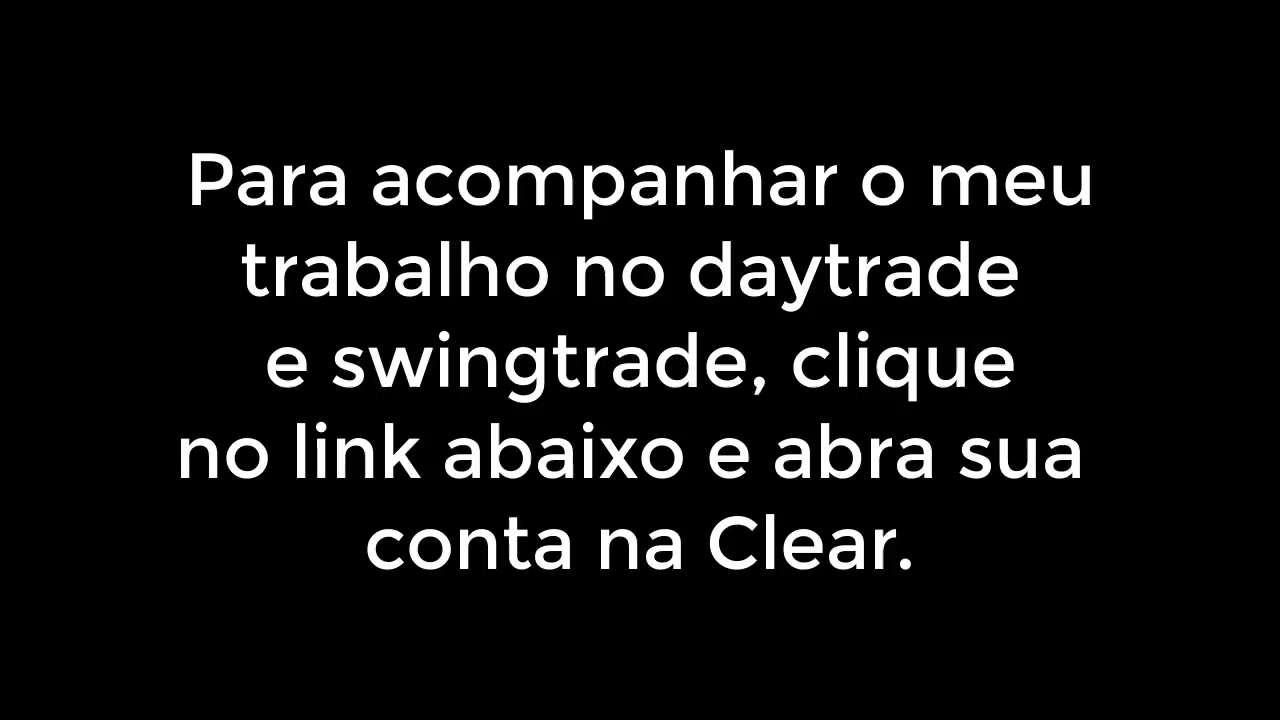 Para acompanhar o meu
trabalho no daytrade
e swingtrade, clique
no link abaixo e abra sua
conta na Clear.